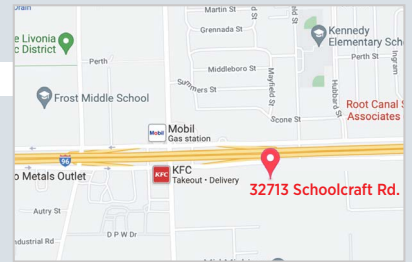 Martin St
Grennada St
Kennedy
Elementary Sch
e Livonia
c District
Perth
Perth St
Middleboro St
Summers St
Mayfield St
Hubbard St
Ingram
Frost Middle School
Root Canal S
Associates
Scone St
Mobil
Mobil
Gas station
96
KFC
KFC
Takeout • Delivery
o Metals Outlet
32713 Schoolcraft Rd.
Autry St
D P W Dr
ndustrial Rd